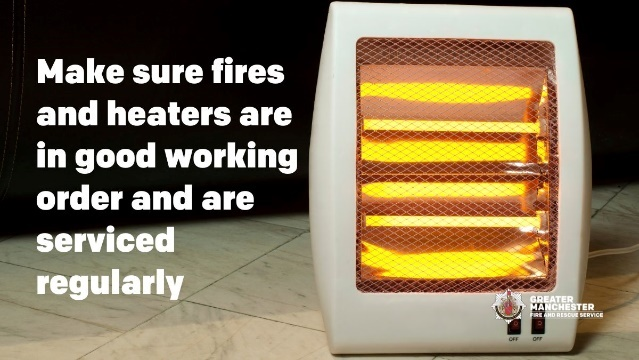 Make sure fires
and heaters are
in good working
order and are
serviced
regularly
GREATER
MANCHESTER
FIRE AND RESCUE SERVICE
OFF OFF